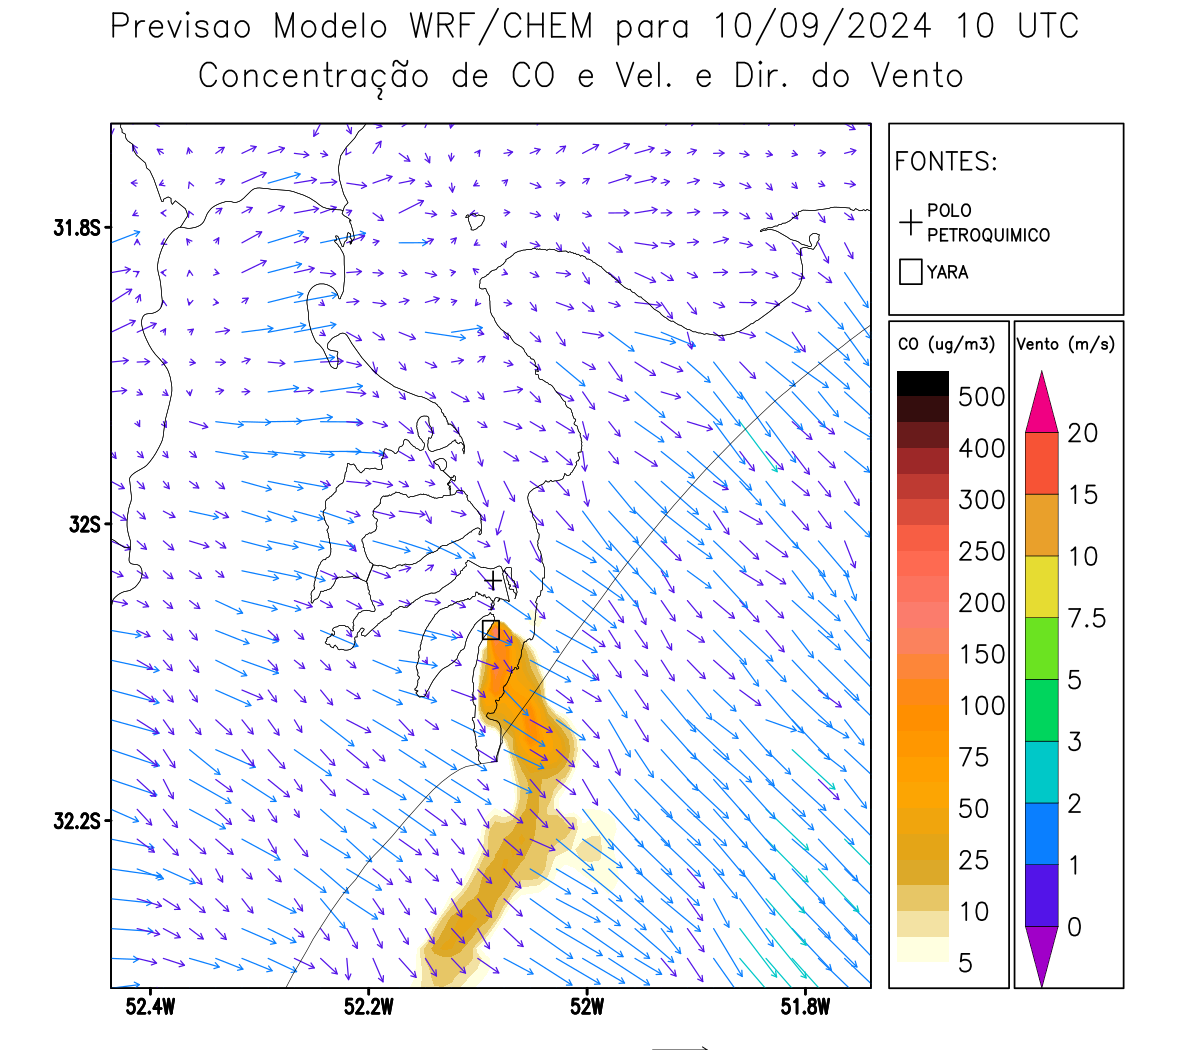 Previsao Modelo WRF/CHEM para 10/09/2024 10 UTC
Concentração de CO e Vel. e Dir. do Vento
FONTES:
POLO
PETROQUIMICO
YARA
CO (ug/m3)
500
400
300
250
200
150
100
75
50
25
10
5
Vento (m/s)
20
15
10
7.5
5
3
2
1
0
31.8S
32S
32.2S
52.4W
52.2W
52W
51.8W